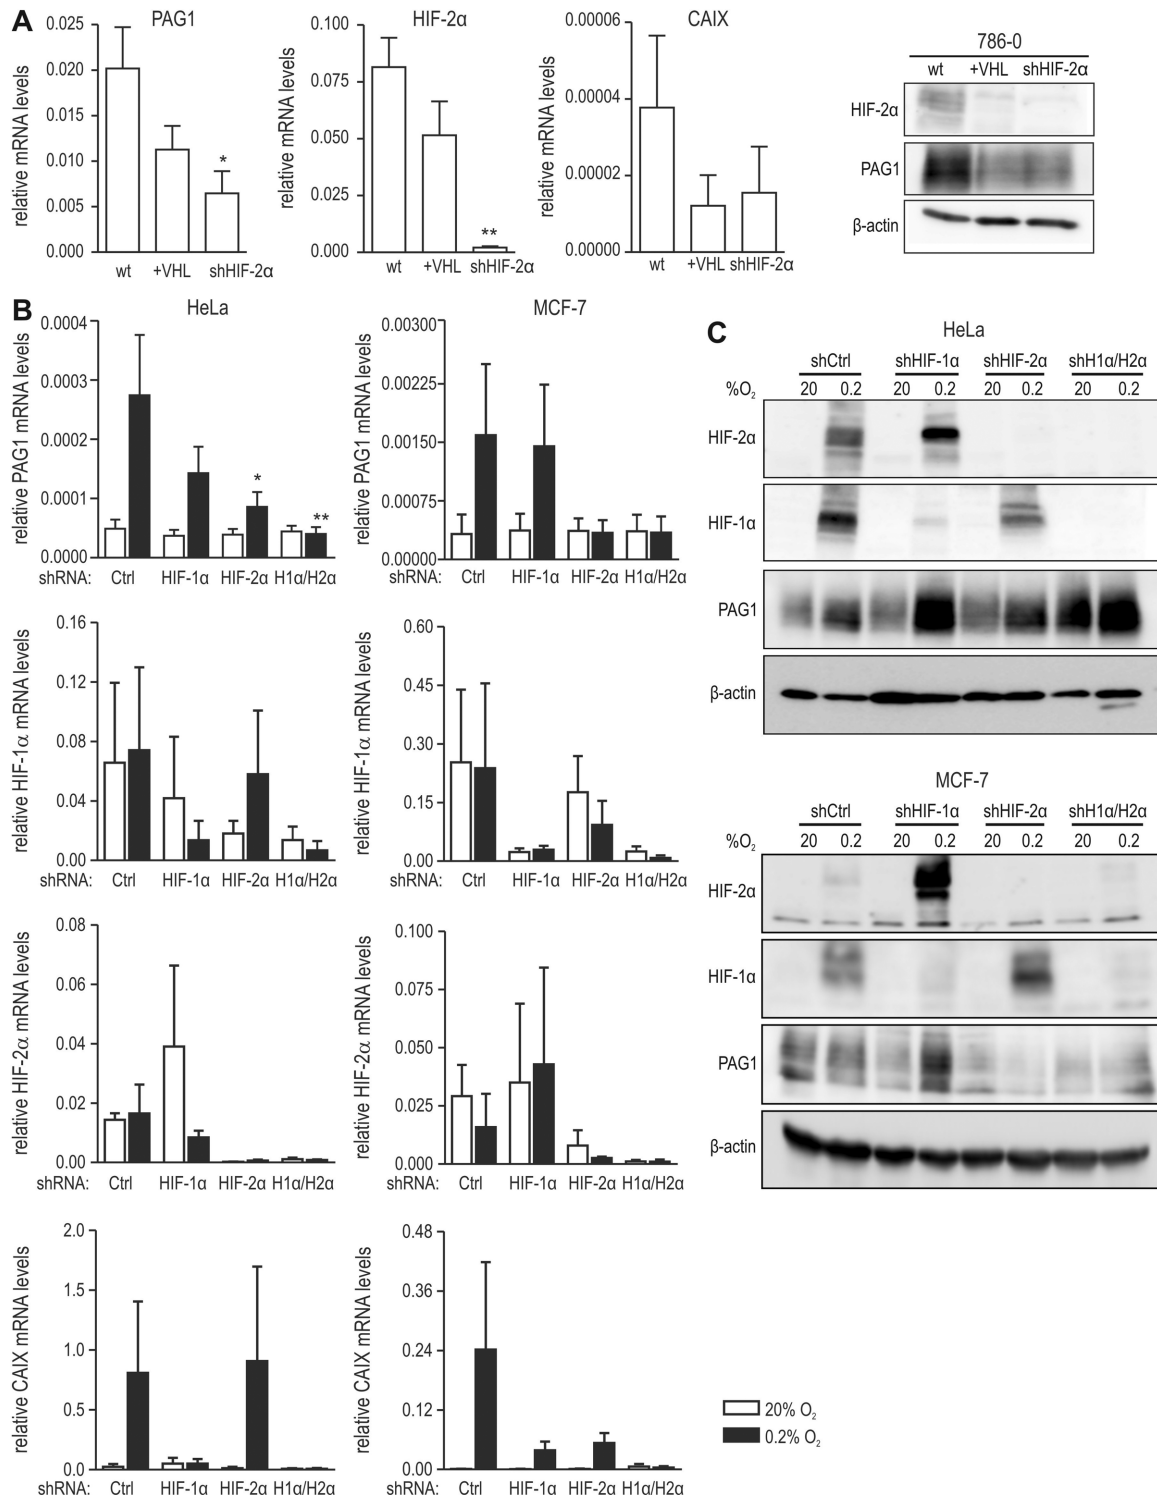 A
PAG1
relative mRNA levels
0.025
0.020
0.015
0.010
0.005
0.000
*
wt +VHL shHIF-2α
HIF-2α
relative mRNA levels
0.100
0.075
0.050
0.025
0.000
**
wt +VHL shHIF-2α
CAIX
relative mRNA levels
0.00006
0.00004
0.00002
0.00000
wt +VHL shHIF-2α
786-0
wt +VHL shHIF-2α
HIF-2α
PAG1
β-actin
B
HeLa
relative PAG1 mRNA levels
0.0004
0.0003
0.0002
0.0001
0.0000
*
**
shRNA: Ctrl HIF-1α HIF-2α H1α/H2α
MCF-7
relative PAG1 mRNA levels
0.00300
0.00225
0.00150
0.00075
0.00000
shRNA: Ctrl HIF-1α HIF-2α H1α/H2α
relative HIF-1α mRNA levels
0.16
0.12
0.08
0.04
0.00
shRNA: Ctrl HIF-1α HIF-2α H1α/H2α
relative HIF-1α mRNA levels
0.60
0.45
0.30
0.15
0.00
shRNA: Ctrl HIF-1α HIF-2α H1α/H2α
relative HIF-2α mRNA levels
0.08
0.06
0.04
0.02
0.00
shRNA: Ctrl HIF-1α HIF-2α H1α/H2α
relative HIF-2α mRNA levels
0.100
0.075
0.050
0.025
0.000
shRNA: Ctrl HIF-1α HIF-2α H1α/H2α
relative CAIX mRNA levels
2.0
1.5
1.0
0.5
0.0
shRNA: Ctrl HIF-1α HIF-2α H1α/H2α
relative CAIX mRNA levels
0.48
0.36
0.24
0.12
0.0
shRNA: Ctrl HIF-1α HIF-2α H1α/H2α
20% O₂
0.2% O₂
C
HeLa
shCtrl shHIF-1α shHIF-2α shH1α/H2α
%O₂ 20 0.2 20 0.2 20 0.2 20 0.2
HIF-2α
HIF-1α
PAG1
β-actin
MCF-7
shCtrl shHIF-1α shHIF-2α shH1α/H2α
%O₂ 20 0.2 20 0.2 20 0.2 20 0.2
HIF-2α
HIF-1α
PAG1
β-actin